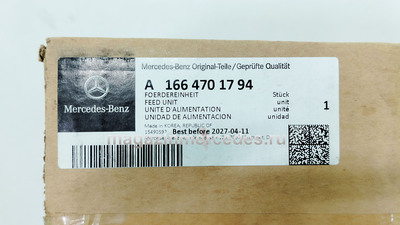 Mercedes-Benz Original-Teile/Geprüfte Qualität
A 166 470 17 94
FOERDEREINHEIT Stück
FEED UNIT unit
UNITE D'ALIMENTATION unité
UNIDAD DE ALIMENTACION unidad
1
Mercedes-Benz
Made in KOREA, REPUBLIC OF
Best before 2027-04-11